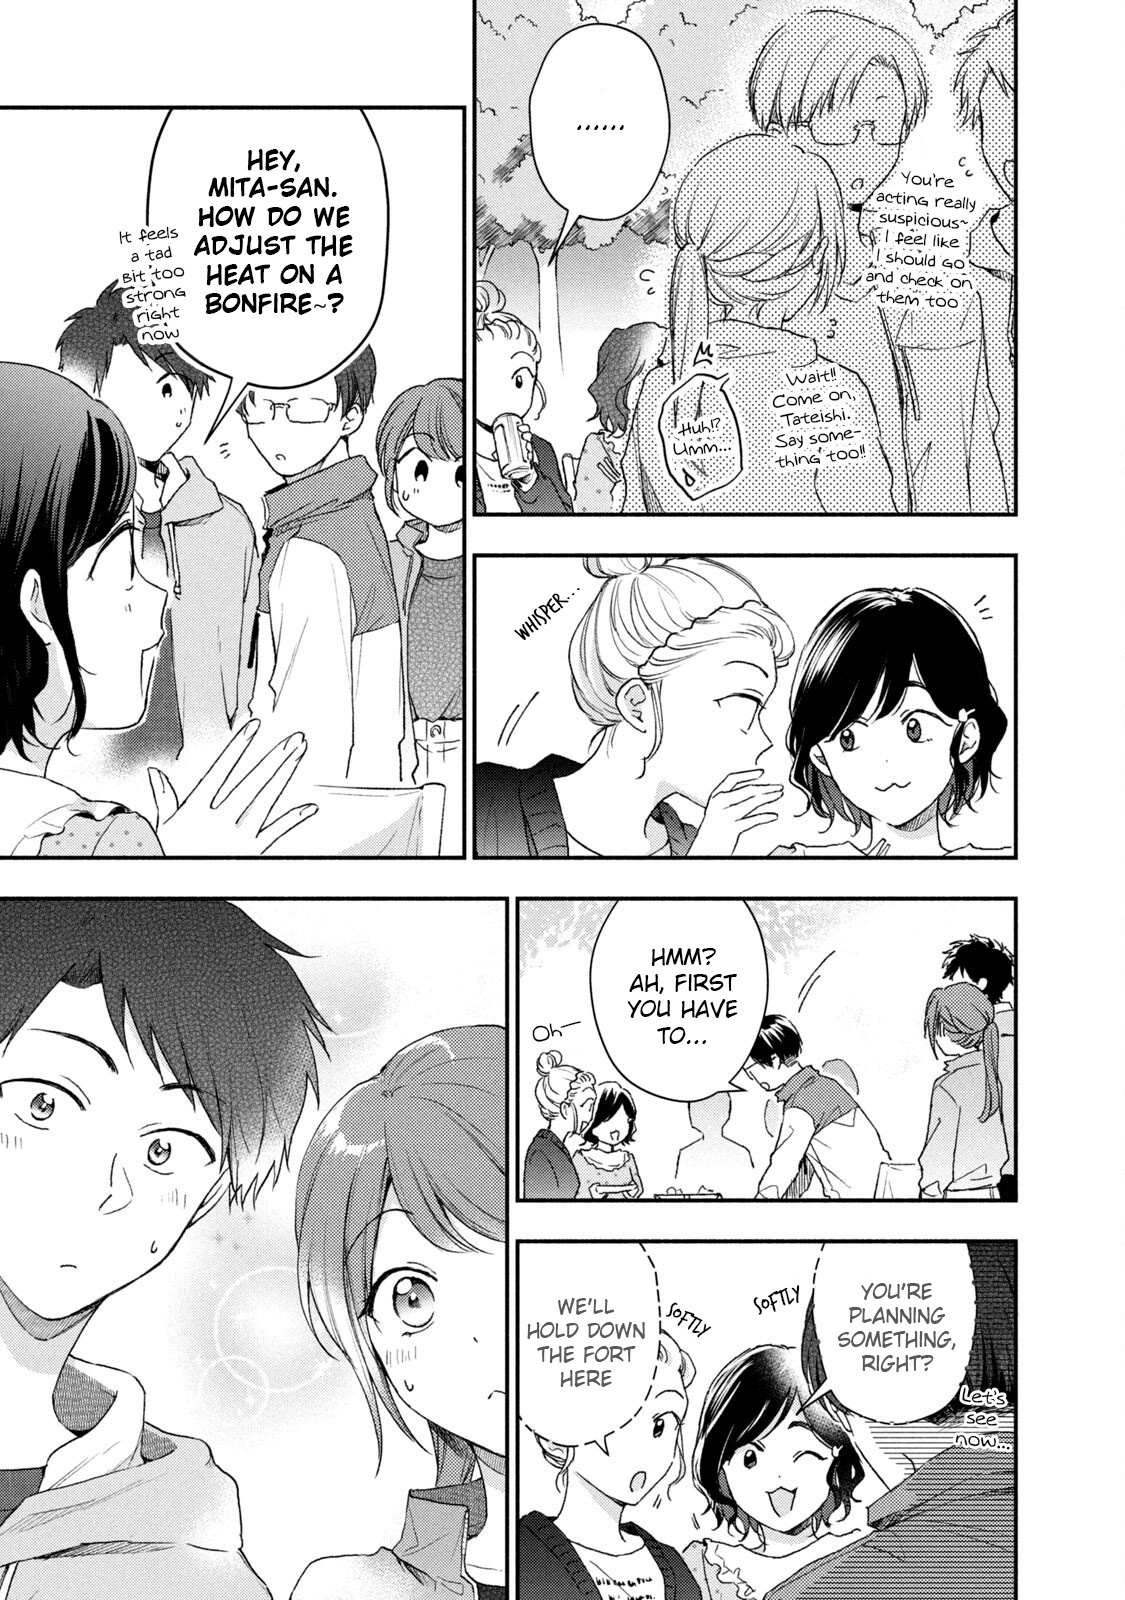 ......
You're
acting really
suspicious~
I feel like
I should go
and check on
them too
Wait!!
Come on,
Tateishi.
Say some-
thing too!!
Huh!?
Umm...
WHISPER...
HEY,
MITA-SAN.
HOW DO WE
ADJUST THE
HEAT ON A
BONFIRE~?
It feels
a tad
bit too
strong
right
now
HMM?
AH, FIRST
YOU HAVE
TO...
Oh—
YOU'RE
PLANNING
SOMETHING,
RIGHT?
SOFTLY
SOFTLY
Let's
see
now...
WE'LL
HOLD DOWN
THE FORT
HERE